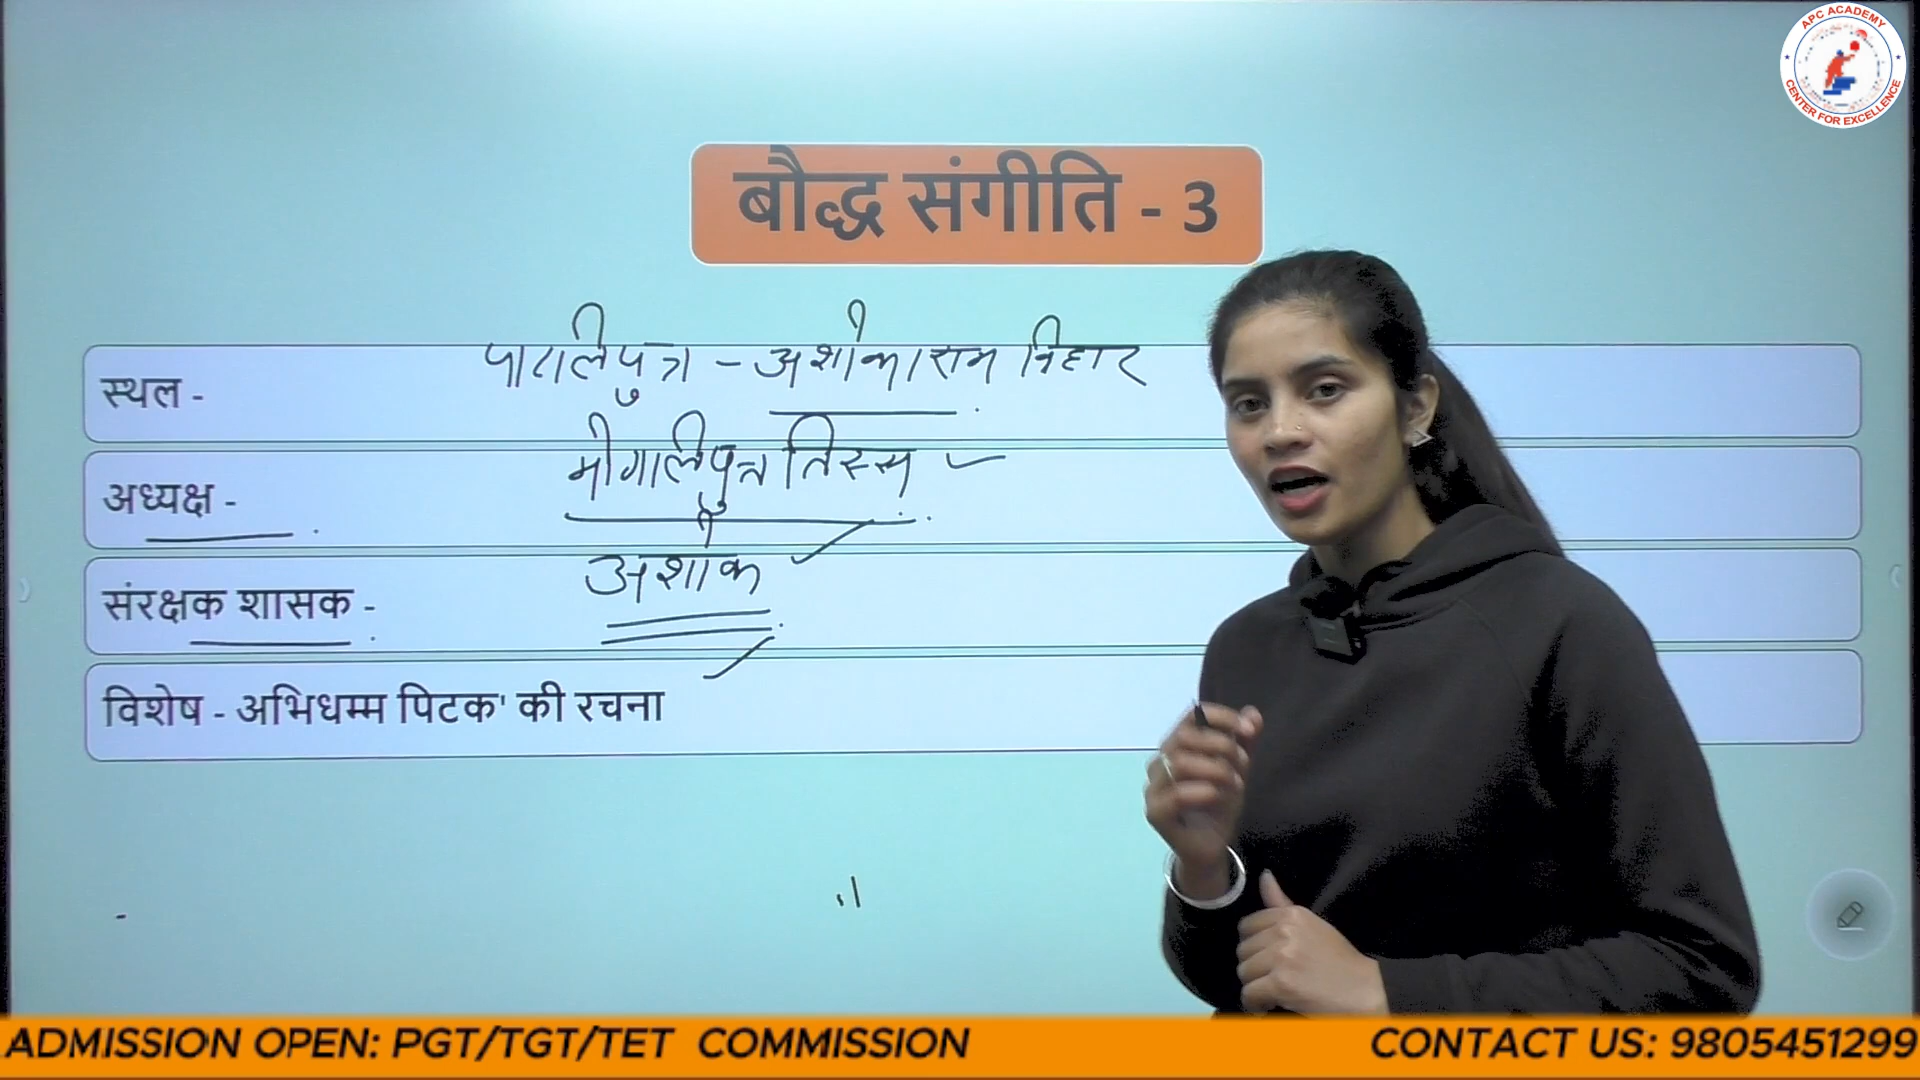 APC ACADEMY
CENTER FOR EXCELLENCE
बौद्ध संगीति - 3
स्थल - पाटलिपुत्र - अशोकाराम विहार
अध्यक्ष - मोगालिपुत्र तिस्स
संरक्षक शासक - अशोक
विशेष - अभिधम्म पिटक' की रचना
ADMISSION OPEN: PGT/TGT/TET COMMISSION
CONTACT US: 9805451299